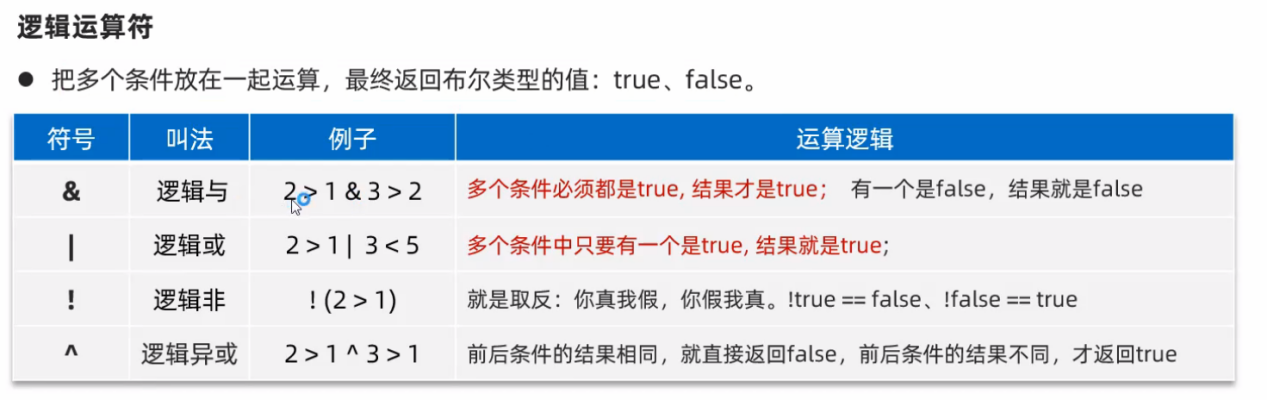 逻辑运算符
● 把多个条件放在一起运算，最终返回布尔类型的值：true、false。
符号 叫法 例子 运算逻辑
& 逻辑与 2 > 1 & 3 > 2 多个条件必须都是true, 结果才是true； 有一个是false，结果就是false
| 逻辑或 2 > 1 | 3 < 5 多个条件中只要有一个是true, 结果就是true;
! 逻辑非 ! (2 > 1) 就是取反：你真我假，你假我真。!true == false、!false == true
^ 逻辑异或 2 > 1 ^ 3 > 1 前后条件的结果相同，就直接返回false，前后条件的结果不同，才返回true